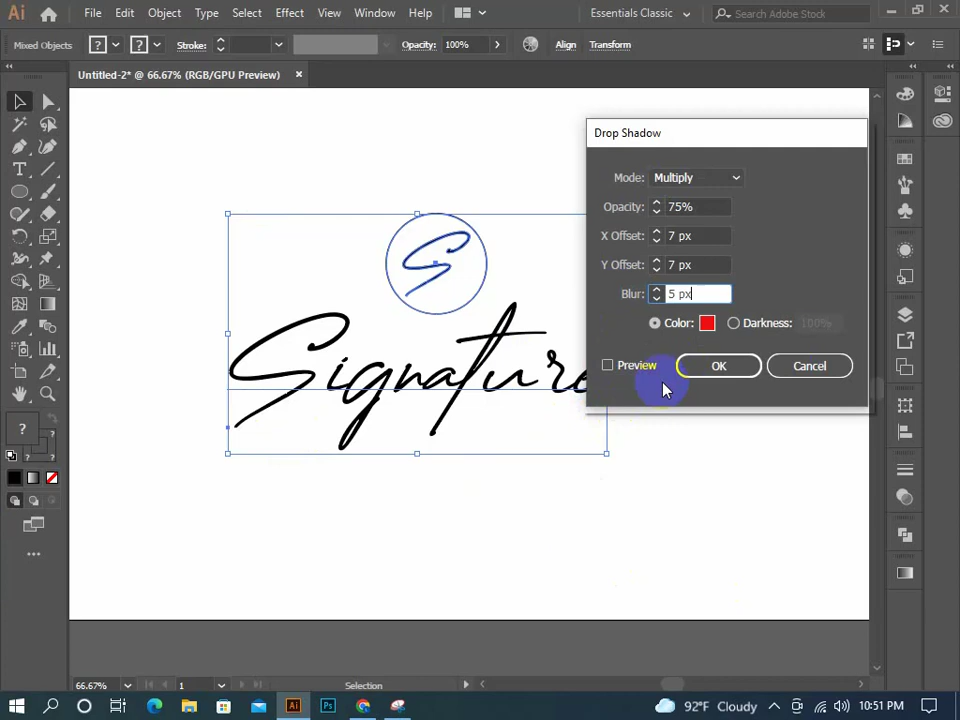 Ai File Edit Object Type Select Effect View Window Help Essentials Classic Search Adobe Stock
Mixed Objects ? ? Stroke: Opacity: 100% Align Transform
Untitled-2* @ 66.67% (RGB/GPU Preview) ×
Drop Shadow
Mode: Multiply
Opacity: 75%
X Offset: 7 px
Y Offset: 7 px
Blur: 5 px
Color: Darkness: 100%
Preview OK Cancel
S
Signature
?
66.67% 1 Selection
Ai Ps 92°F Cloudy 10:51 PM